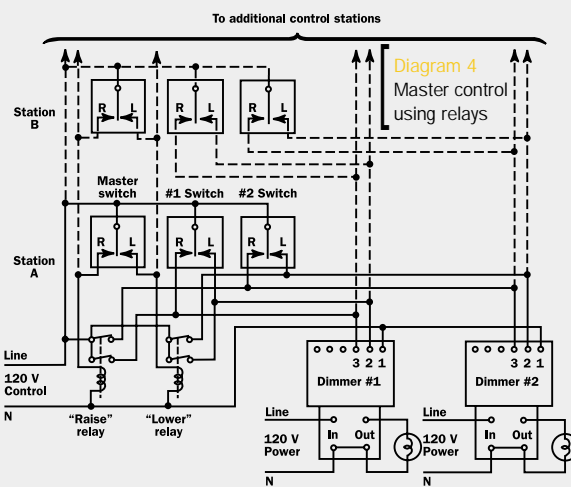 To additional control stations
Diagram 4
Master control
using relays
Station
B
R L
R L
R L
Master
switch
#1 Switch
#2 Switch
Station
A
R L
R L
R L
Line
120 V
Control
N
"Raise"
relay
"Lower"
relay
3 2 1
Dimmer #1
3 2 1
Dimmer #2
Line
In Out
120 V
Power
N
Line
In Out
120 V
Power
N